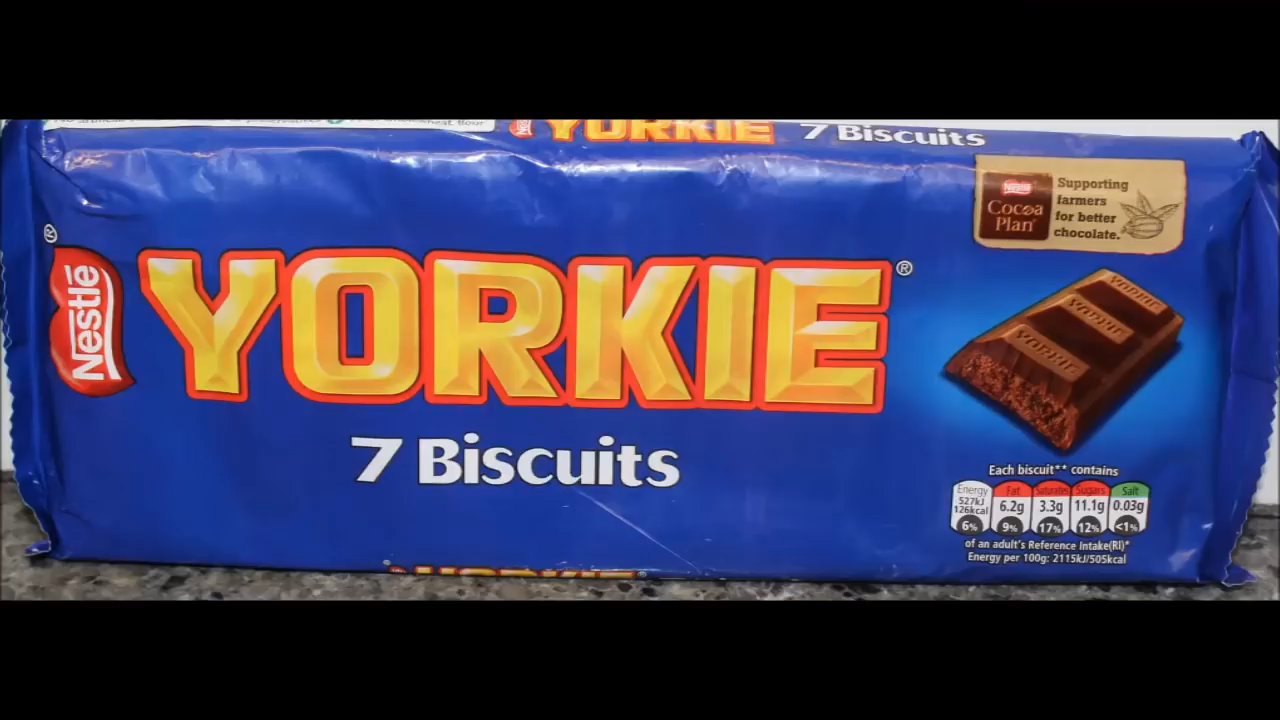 YORKIE 7 Biscuits
Nestlé
Cocoa
Plan®
Supporting
farmers
for better
chocolate.
Nestlé®
YORKIE®
YORKIE
YORKIE
YORKIE
7 Biscuits
Each biscuit** contains
Energy
527kJ
126kcal
6%
Fat
6.2g
9%
Saturates
3.3g
17%
Sugars
11.1g
12%
Salt
0.03g
<1%
of an adult's Reference Intake(RI)*
Energy per 100g: 2115kJ/505kcal